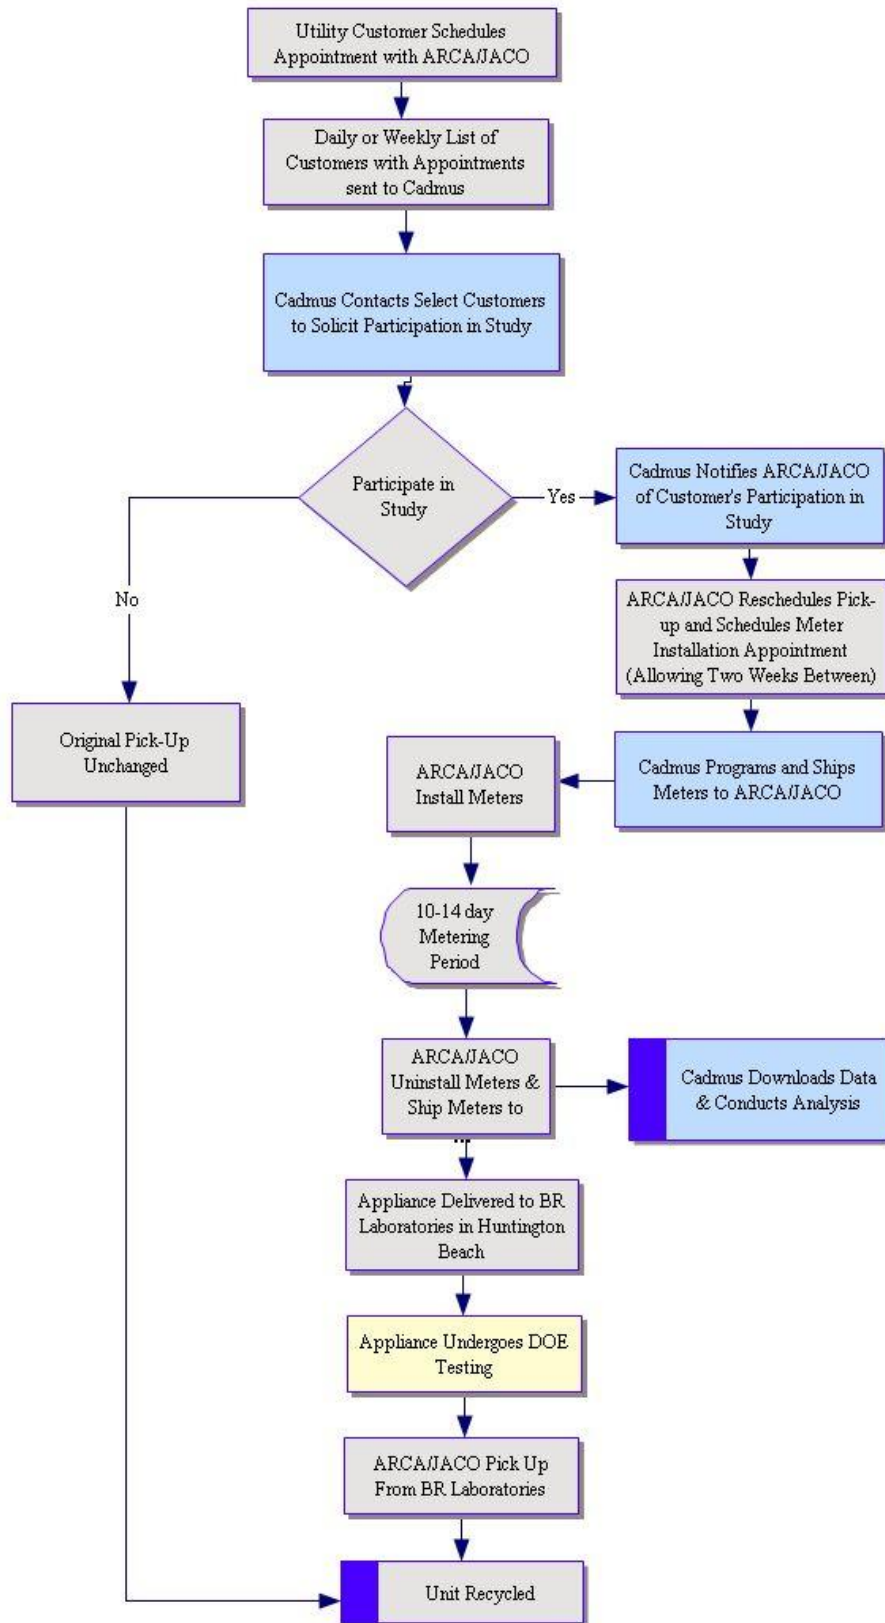 Utility Customer Schedules
Appointment with ARCA/JACO
Daily or Weekly List of
Customers with Appointments
sent to Cadmus
Cadmus Contacts Select Customers
to Solicit Participation in Study
Participate in
Study
Yes
Cadmus Notifies ARCA/JACO
of Customer's Participation in
Study
No
ARCA/JACO Reschedules Pick-
up and Schedules Meter
Installation Appointment
(Allowing Two Weeks Between)
Original Pick-Up
Unchanged
Cadmus Programs and Ships
Meters to ARCA/JACO
ARCA/JACO
Install Meters
10-14 day
Metering
Period
ARCA/JACO
Uninstall Meters &
Ship Meters to
...
Cadmus Downloads Data
& Conducts Analysis
Appliance Delivered to BR
Laboratories in Huntington
Beach
Appliance Undergoes DOE
Testing
ARCA/JACO Pick Up
From BR Laboratories
Unit Recycled